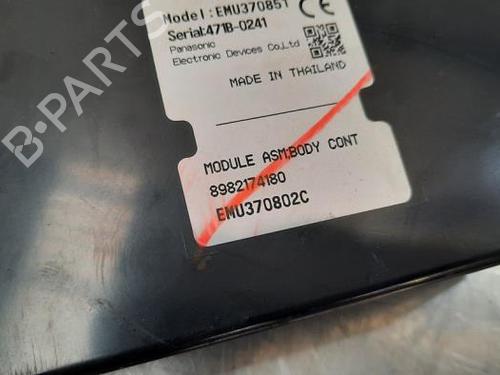 Model:EMU370851
Serial:471B-0241
Panasonic
Electronic Devices Co.,Ltd
CE
MADE IN THAILAND
B-PARTS
MODULE ASM;BODY CONT
8982174180
EMU370802C